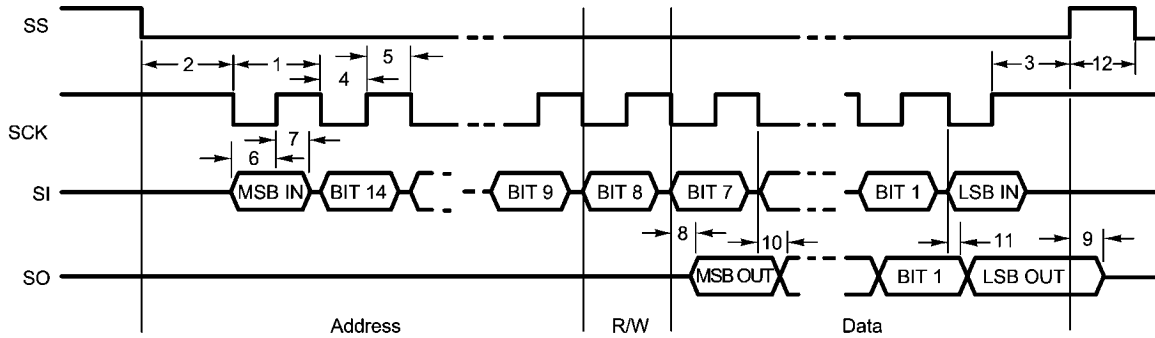 SS
5
2 1 4 3 12
SCK
7
6
SI MSB IN BIT 14 BIT 9 BIT 8 BIT 7 BIT 1 LSB IN
8 10 11 9
SO MSB OUT BIT 1 LSB OUT
Address R/W Data